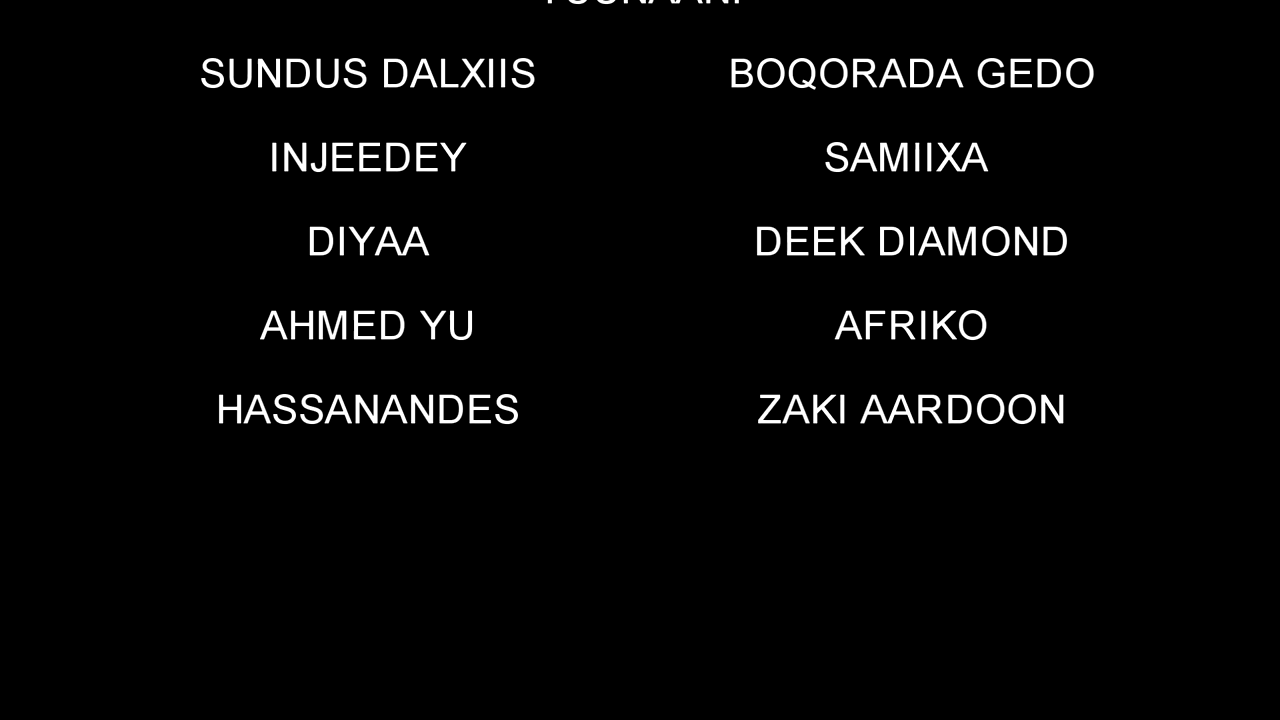 SUNDUS DALXIIS BOQORADA GEDO
INJEEDEY SAMIIXA
DIYAA DEEK DIAMOND
AHMED YU AFRIKO
HASSANANDES ZAKI AARDOON